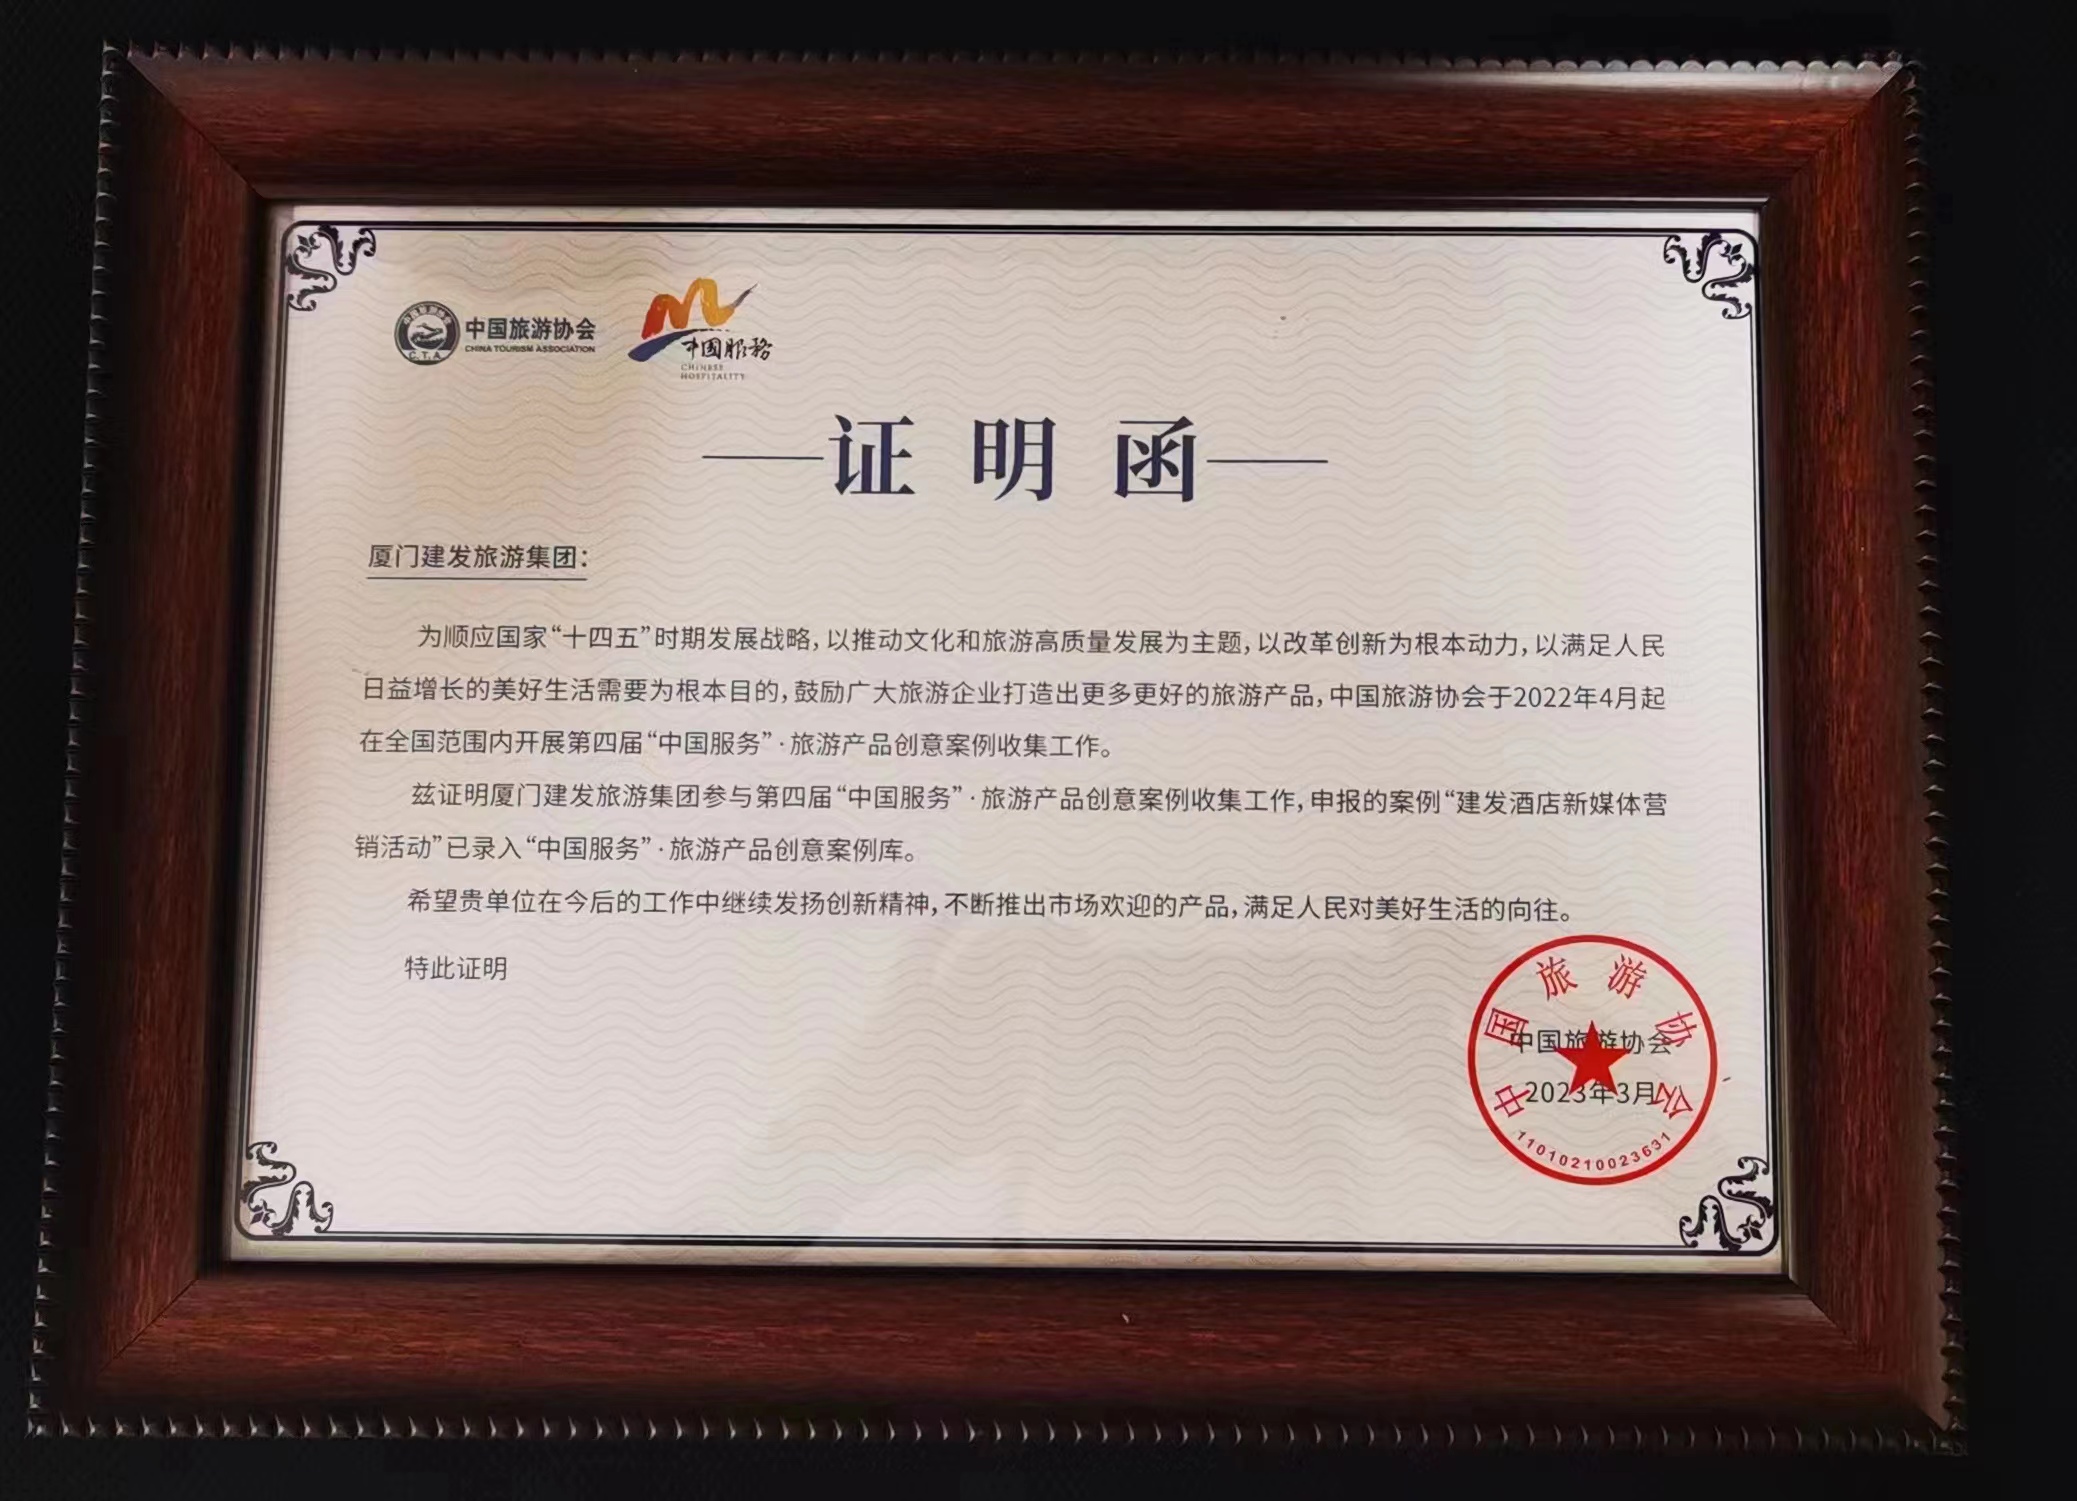 中国旅游协会
CHINA TOURISM ASSOCIATION
C.T.A.
中国服务
CHINESE
HOSPITALITY
证明函
厦门建发旅游集团：
为顺应国家“十四五”时期发展战略，以推动文化和旅游高质量发展为主题，以改革创新为根本动力，以满足人民
日益增长的美好生活需要为根本目的，鼓励广大旅游企业打造出更多更好的旅游产品，中国旅游协会于2022年4月起
在全国范围内开展第四届“中国服务”·旅游产品创意案例收集工作。
兹证明厦门建发旅游集团参与第四届“中国服务”·旅游产品创意案例收集工作，申报的案例“建发酒店新媒体营
销活动”已录入“中国服务”·旅游产品创意案例库。
希望贵单位在今后的工作中继续发扬创新精神，不断推出市场欢迎的产品，满足人民对美好生活的向往。
特此证明
中国旅游协会
中国旅游协会
2023年3月
11010210023631